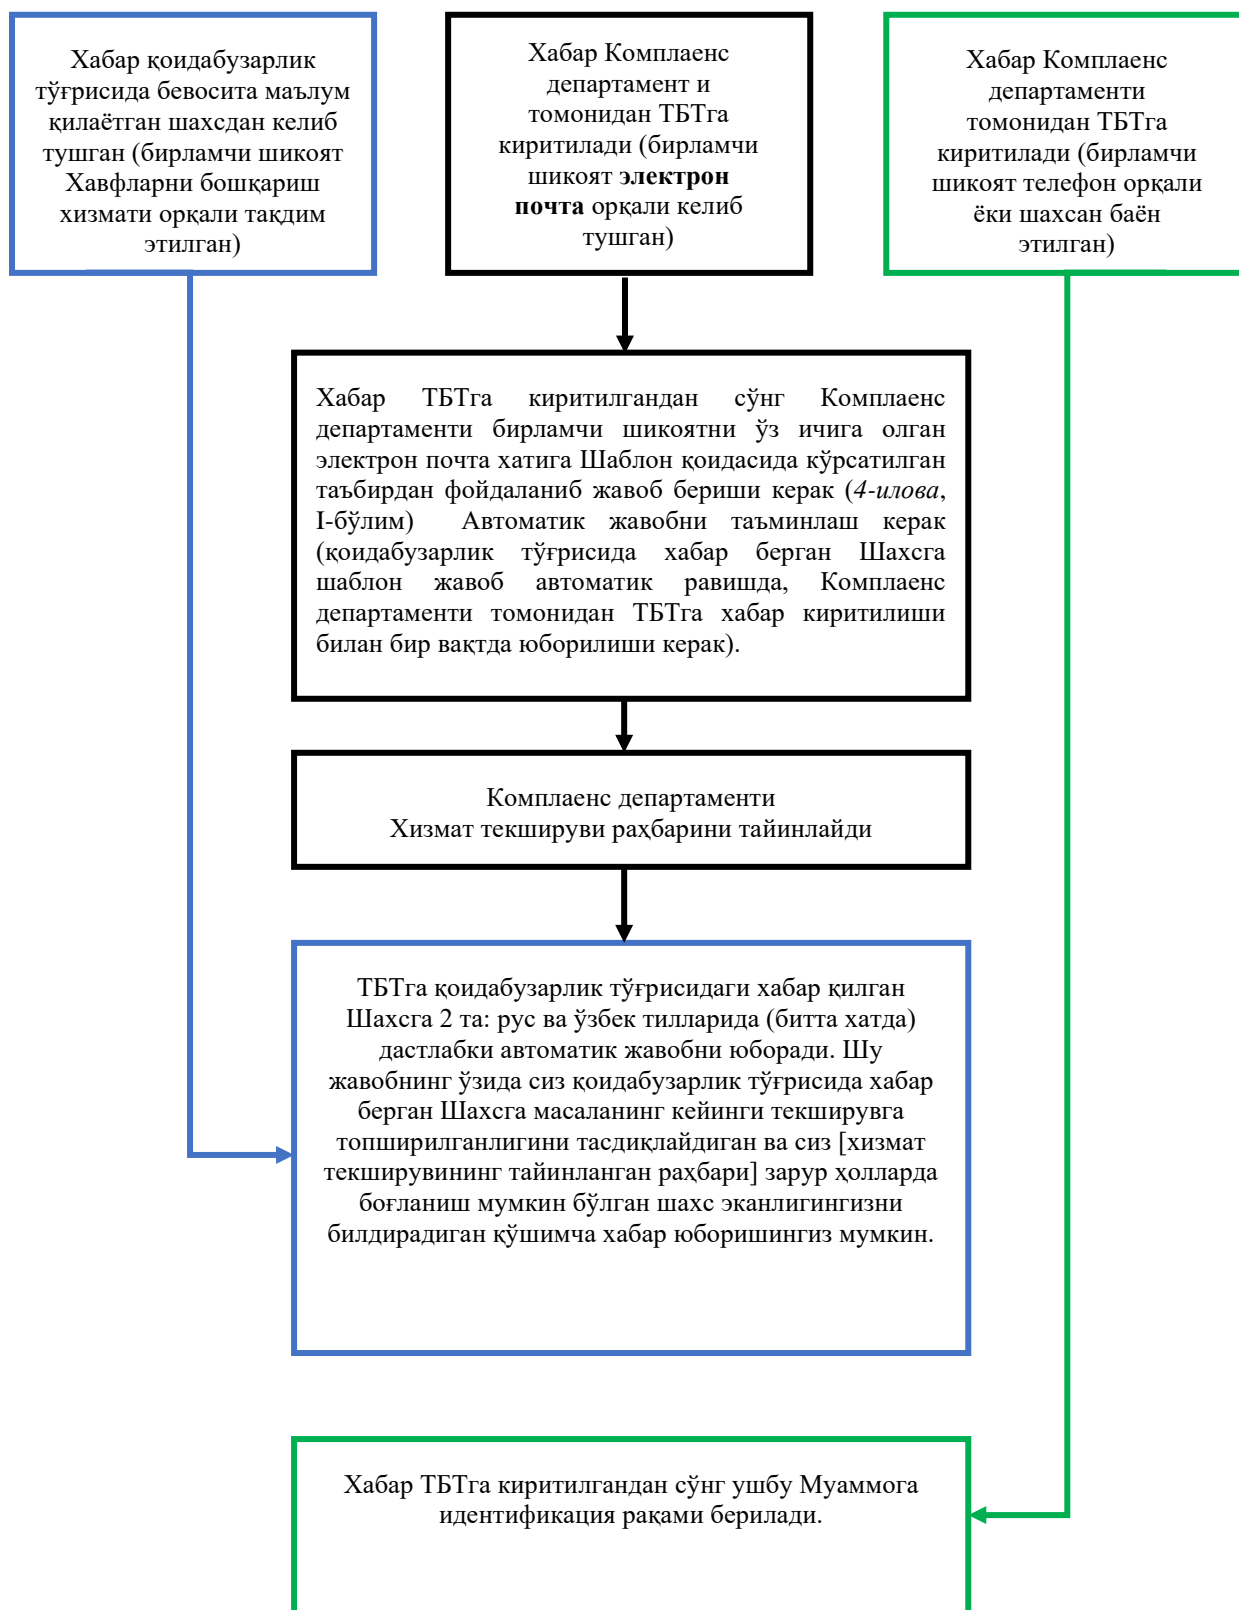 Хабар қоидабузарлик
тўғрисида бевосита маълум
қилаётган шахсдан келиб
тушган (бирламчи шикоят
Хавфларни бошқариш
хизмати орқали тақдим
этилган)
Хабар Комплаенс
департамент и
томонидан ТБТга
киритилади (бирламчи
шикоят электрон
почта орқали келиб
тушган)
Хабар Комплаенс
департаменти
томонидан ТБТга
киритилади (бирламчи
шикоят телефон орқали
ёки шахсан баён
этилган)
Хабар ТБТга киритилгандан сўнг Комплаенс
департаменти бирламчи шикоятни ўз ичига олган
электрон почта хатига Шаблон қоидасида кўрсатилган
таъбирдан фойдаланиб жавоб бериши керак (4-илова,
I-бўлим) Автоматик жавобни таъминлаш керак
(қоидабузарлик тўғрисида хабар берган Шахсга
шаблон жавоб автоматик равишда, Комплаенс
департаменти томонидан ТБТга хабар киритилиши
билан бир вақтда юборилиши керак).
Комплаенс департаменти
Хизмат текшируви раҳбарини тайинлайди
ТБТга қоидабузарлик тўғрисидаги хабар қилган
Шахсга 2 та: рус ва ўзбек тилларида (битта хатда)
дастлабки автоматик жавобни юборади. Шу
жавобнинг ўзида сиз қоидабузарлик тўғрисида хабар
берган Шахсга масаланинг кейинги текширувга
топширилганлигини тасдиқлайдиган ва сиз [хизмат
текширувининг тайинланган раҳбари] зарур ҳолларда
боғланиш мумкин бўлган шахс эканлигингизни
билдирадиган қўшимча хабар юборишингиз мумкин.
Хабар ТБТга киритилгандан сўнг ушбу Муаммога
идентификация рақами берилади.